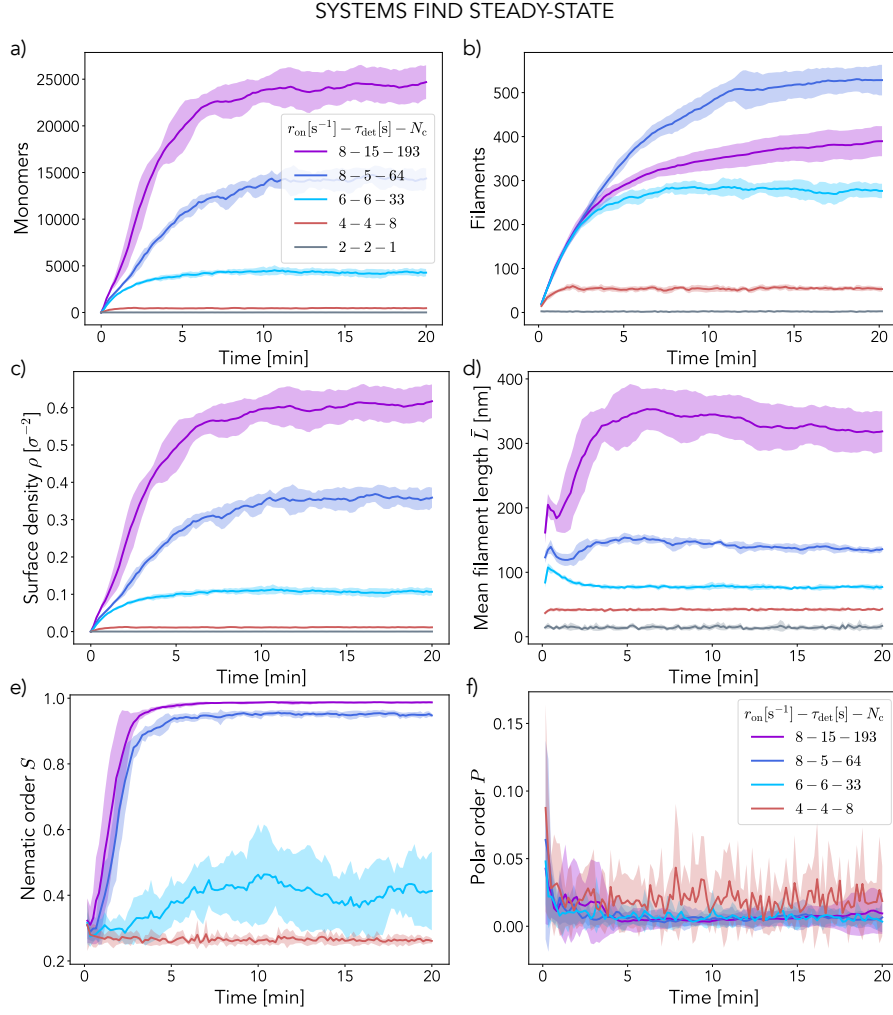 SYSTEMS FIND STEADY-STATE
a)
25000
20000
15000
10000
5000
0
Monomers
0 5 10 15 20
Time [min]
r_on[s⁻¹] − τ_det[s] − N_c
8 − 15 − 193
8 − 5 − 64
6 − 6 − 33
4 − 4 − 8
2 − 2 − 1
b)
500
400
300
200
100
0
Filaments
0 5 10 15 20
Time [min]
c)
0.6
0.5
0.4
0.3
0.2
0.1
0.0
Surface density ρ [σ⁻²]
0 5 10 15 20
Time [min]
d)
400
300
200
100
0
Mean filament length L̄ [nm]
0 5 10 15 20
Time [min]
e)
1.0
0.8
0.6
0.4
0.2
Nematic order S
0 5 10 15 20
Time [min]
f)
0.15
0.10
0.05
0.00
Polar order P
0 5 10 15 20
Time [min]
r_on[s⁻¹] − τ_det[s] − N_c
8 − 15 − 193
8 − 5 − 64
6 − 6 − 33
4 − 4 − 8